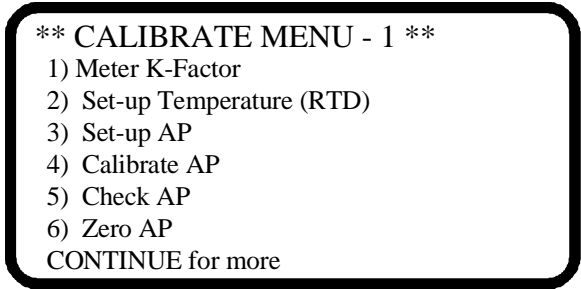 ** CALIBRATE MENU - 1 **
1) Meter K-Factor
2) Set-up Temperature (RTD)
3) Set-up AP
4) Calibrate AP
5) Check AP
6) Zero AP
CONTINUE for more